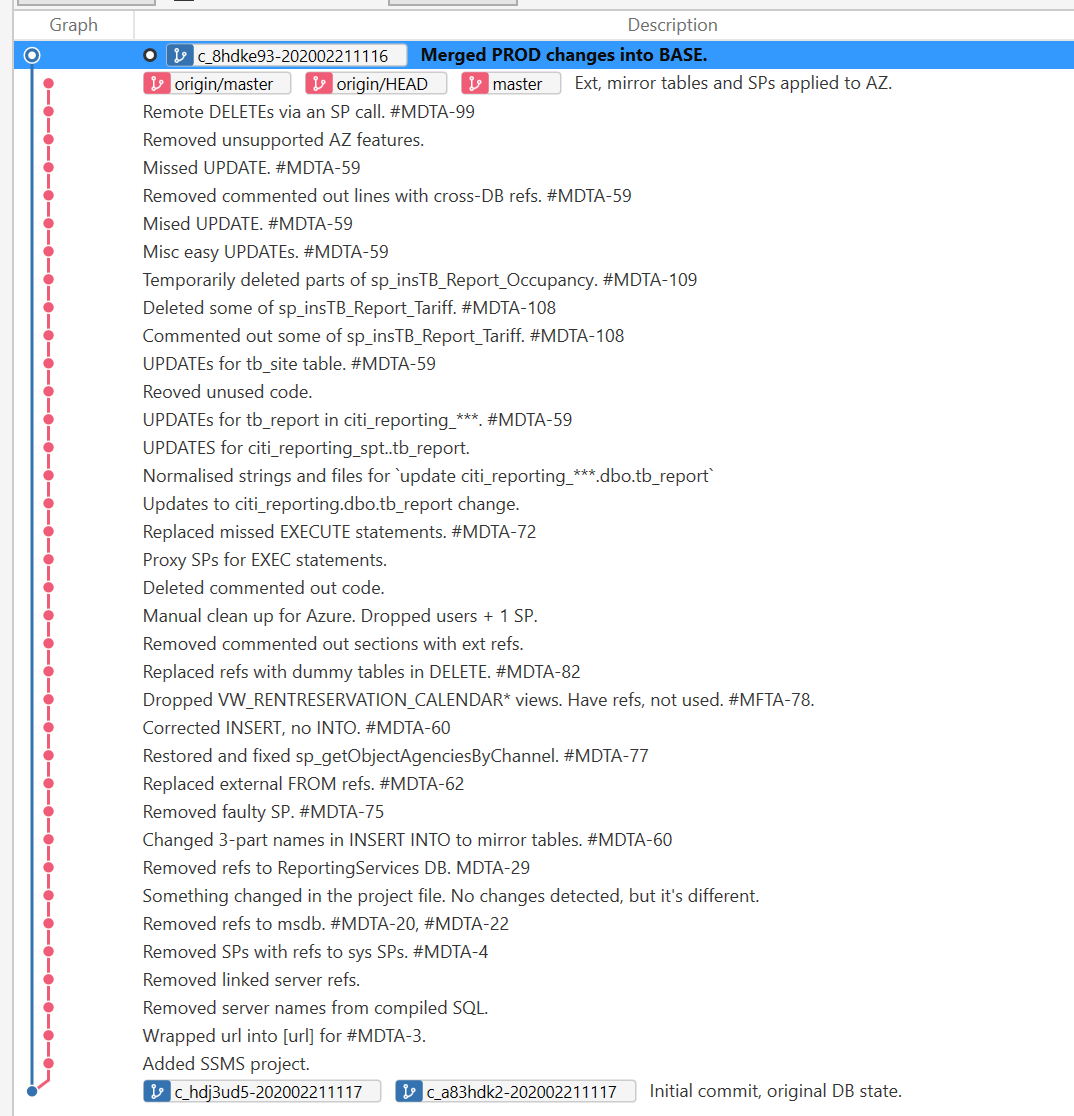 Graph Description
c_8hdke93-202002211116 Merged PROD changes into BASE.
origin/master origin/HEAD master Ext, mirror tables and SPs applied to AZ.
Remote DELETEs via an SP call. #MDTA-99
Removed unsupported AZ features.
Missed UPDATE. #MDTA-59
Removed commented out lines with cross-DB refs. #MDTA-59
Mised UPDATE. #MDTA-59
Misc easy UPDATEs. #MDTA-59
Temporarily deleted parts of sp_insTB_Report_Occupancy. #MDTA-109
Deleted some of sp_insTB_Report_Tariff. #MDTA-108
Commented out some of sp_insTB_Report_Tariff. #MDTA-108
UPDATEs for tb_site table. #MDTA-59
Reoved unused code.
UPDATEs for tb_report in citi_reporting_***. #MDTA-59
UPDATES for citi_reporting_spt..tb_report.
Normalised strings and files for `update citi_reporting_***.dbo.tb_report`
Updates to citi_reporting.dbo.tb_report change.
Replaced missed EXECUTE statements. #MDTA-72
Proxy SPs for EXEC statements.
Deleted commented out code.
Manual clean up for Azure. Dropped users + 1 SP.
Removed commented out sections with ext refs.
Replaced refs with dummy tables in DELETE. #MDTA-82
Dropped VW_RENTRESERVATION_CALENDAR* views. Have refs, not used. #MFTA-78.
Corrected INSERT, no INTO. #MDTA-60
Restored and fixed sp_getObjectAgenciesByChannel. #MDTA-77
Replaced external FROM refs. #MDTA-62
Removed faulty SP. #MDTA-75
Changed 3-part names in INSERT INTO to mirror tables. #MDTA-60
Removed refs to ReportingServices DB. MDTA-29
Something changed in the project file. No changes detected, but it's different.
Removed refs to msdb. #MDTA-20, #MDTA-22
Removed SPs with refs to sys SPs. #MDTA-4
Removed linked server refs.
Removed server names from compiled SQL.
Wrapped url into [url] for #MDTA-3.
Added SSMS project.
c_hdj3ud5-202002211117 c_a83hdk2-202002211117 Initial commit, original DB state.